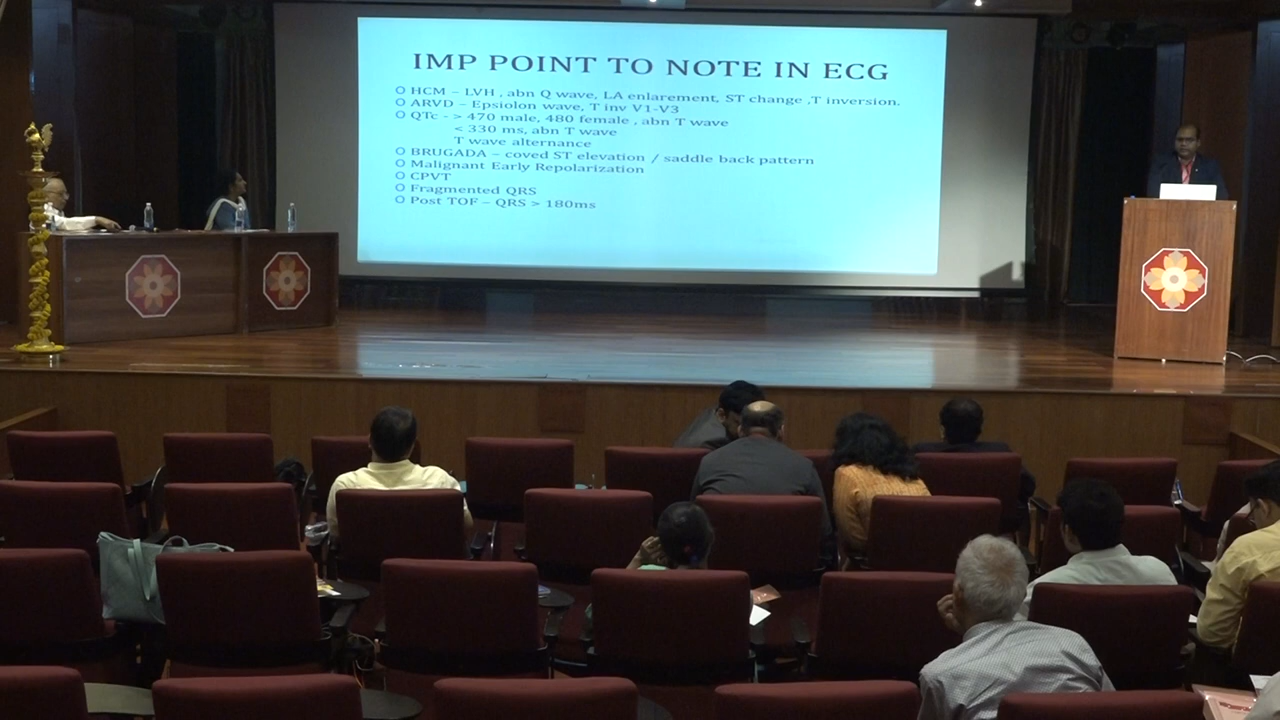 IMP POINT TO NOTE IN ECG
HCM – LVH , abn Q wave, LA enlarement, ST change ,T inversion.
ARVD – Epsiolon wave, T inv V1-V3
QTc - > 470 male, 480 female , abn T wave
< 330 ms, abn T wave
T wave alternance
BRUGADA – coved ST elevation / saddle back pattern
Malignant Early Repolarization
CPVT
Fragmented QRS
Post TOF – QRS > 180ms